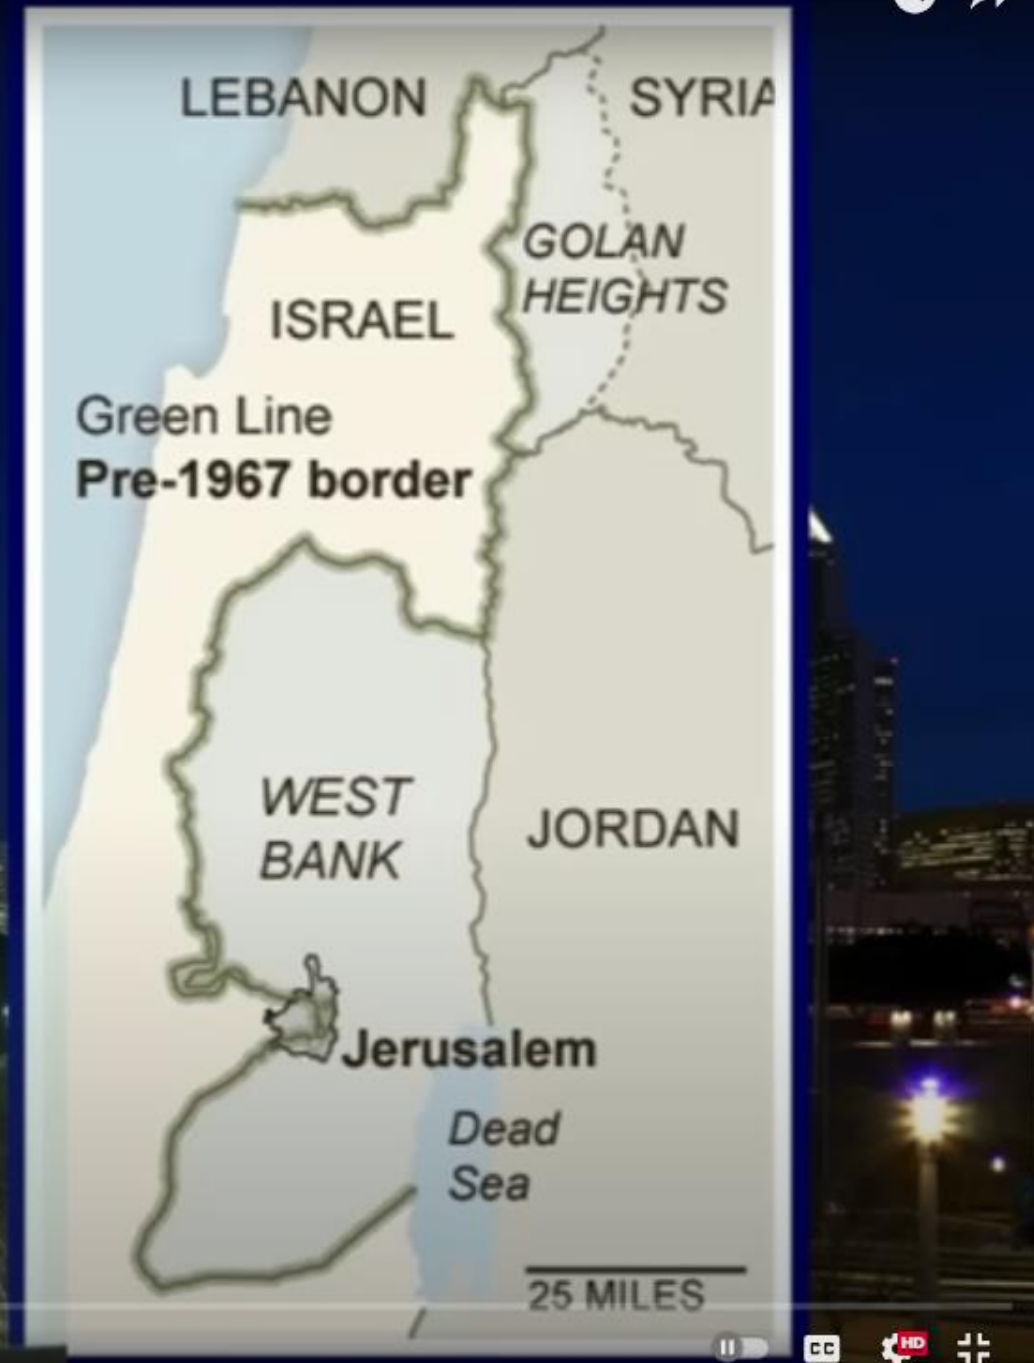 LEBANON
SYRIA
GOLAN
HEIGHTS
ISRAEL
Green Line
Pre-1967 border
WEST
BANK
JORDAN
Jerusalem
Dead
Sea
25 MILES
CC
HD